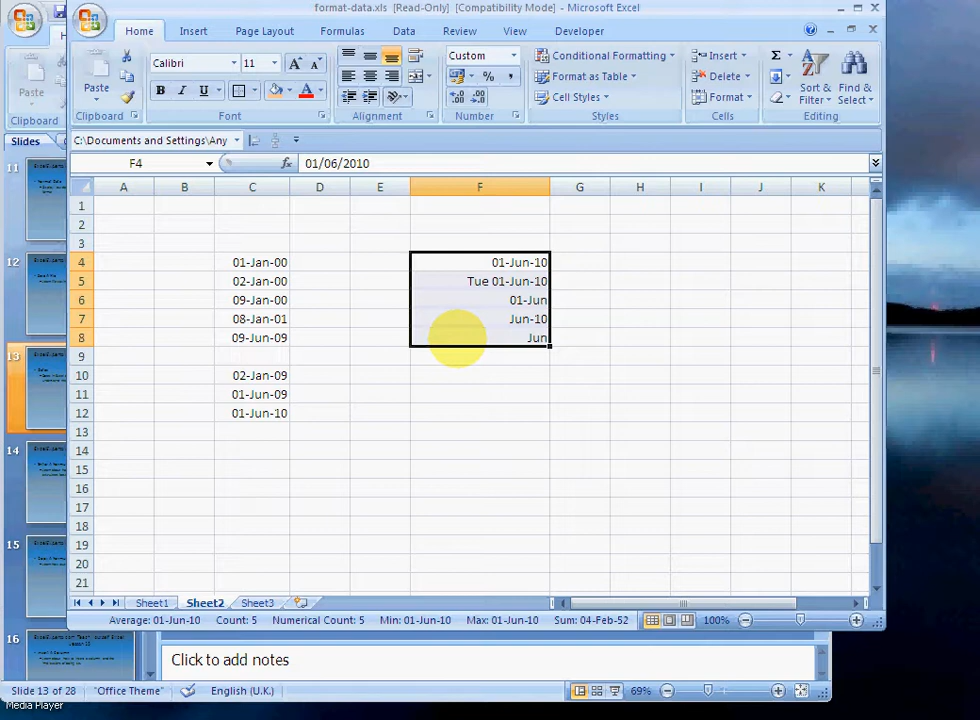 format-data.xls [Read-Only] [Compatibility Mode] - Microsoft Excel
Home Insert Page Layout Formulas Data Review View Developer
Paste Paste Calibri 11 Custom Conditional Formatting Insert
Format as Table Delete Sort & Find &
B I U A % , Cell Styles Format Filter Select
Clipboard Clipboard Font Alignment Number Styles Cells Editing
Slides C:\Documents and Settings\Any
F4 fx 01/06/2010
A B C D E F G H I J K
1
2
3
4 01-Jan-00 01-Jun-10
5 02-Jan-00 Tue 01-Jun-10
6 09-Jan-00 01-Jun
7 08-Jan-01 Jun-10
8 09-Jun-09 Jun
9
10 02-Jan-09
11 01-Jun-09
12 01-Jun-10
13
14
15
16
17
18
19
20
21
11
12
13
14
15
16
Sheet1 Sheet2 Sheet3
Average: 01-Jun-10 Count: 5 Numerical Count: 5 Min: 01-Jun-10 Max: 01-Jun-10 Sum: 04-Feb-52 100%
Click to add notes
Slide 13 of 28 "Office Theme" English (U.K.) 69%
Media Player